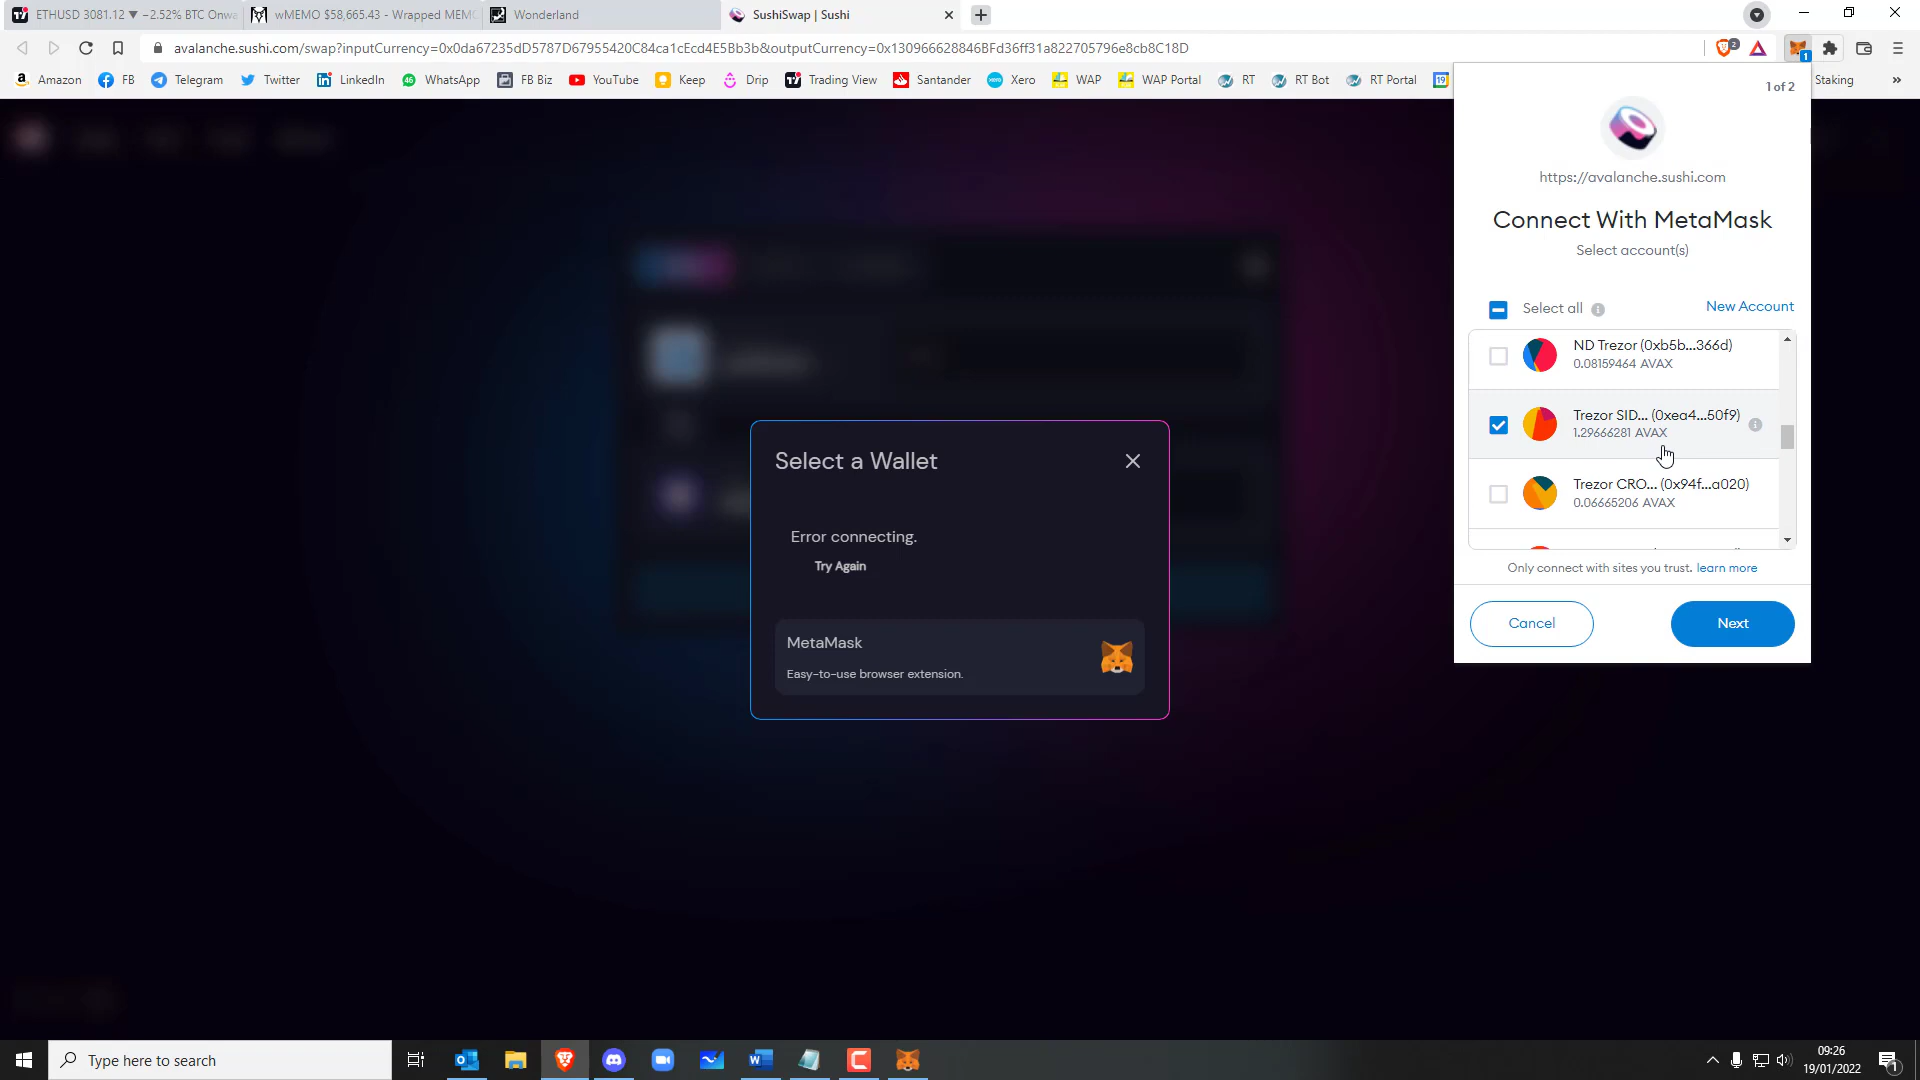 ETHUSD 3081.12 ▼ −2.52% BTC Onwa
wMEMO $58,665.43 - Wrapped MEMO
Wonderland
SushiSwap | Sushi
avalanche.sushi.com/swap?inputCurrency=0x0da67235dD5787D67955420C84ca1cEcd4E5Bb3b&outputCurrency=0x130966628846BFd36ff31a822705796e8cb8C18D
2
1
Amazon
FB
Telegram
Twitter
LinkedIn
46
WhatsApp
FB Biz
YouTube
Keep
Drip
Trading View
Santander
Xero
WAP
WAP Portal
RT
RT Bot
RT Portal
19
Staking
»
1 of 2
https://avalanche.sushi.com
Connect With MetaMask
Select account(s)
Select all
New Account
ND Trezor (0xb5b...366d)
0.08159464 AVAX
Trezor SID... (0xea4...50f9)
1.29666281 AVAX
Trezor CRO... (0x94f...a020)
0.06665206 AVAX
Only connect with sites you trust. learn more
Cancel
Next
Select a Wallet
Error connecting.
Try Again
MetaMask
Easy-to-use browser extension.
Type here to search
09:26
19/01/2022
1